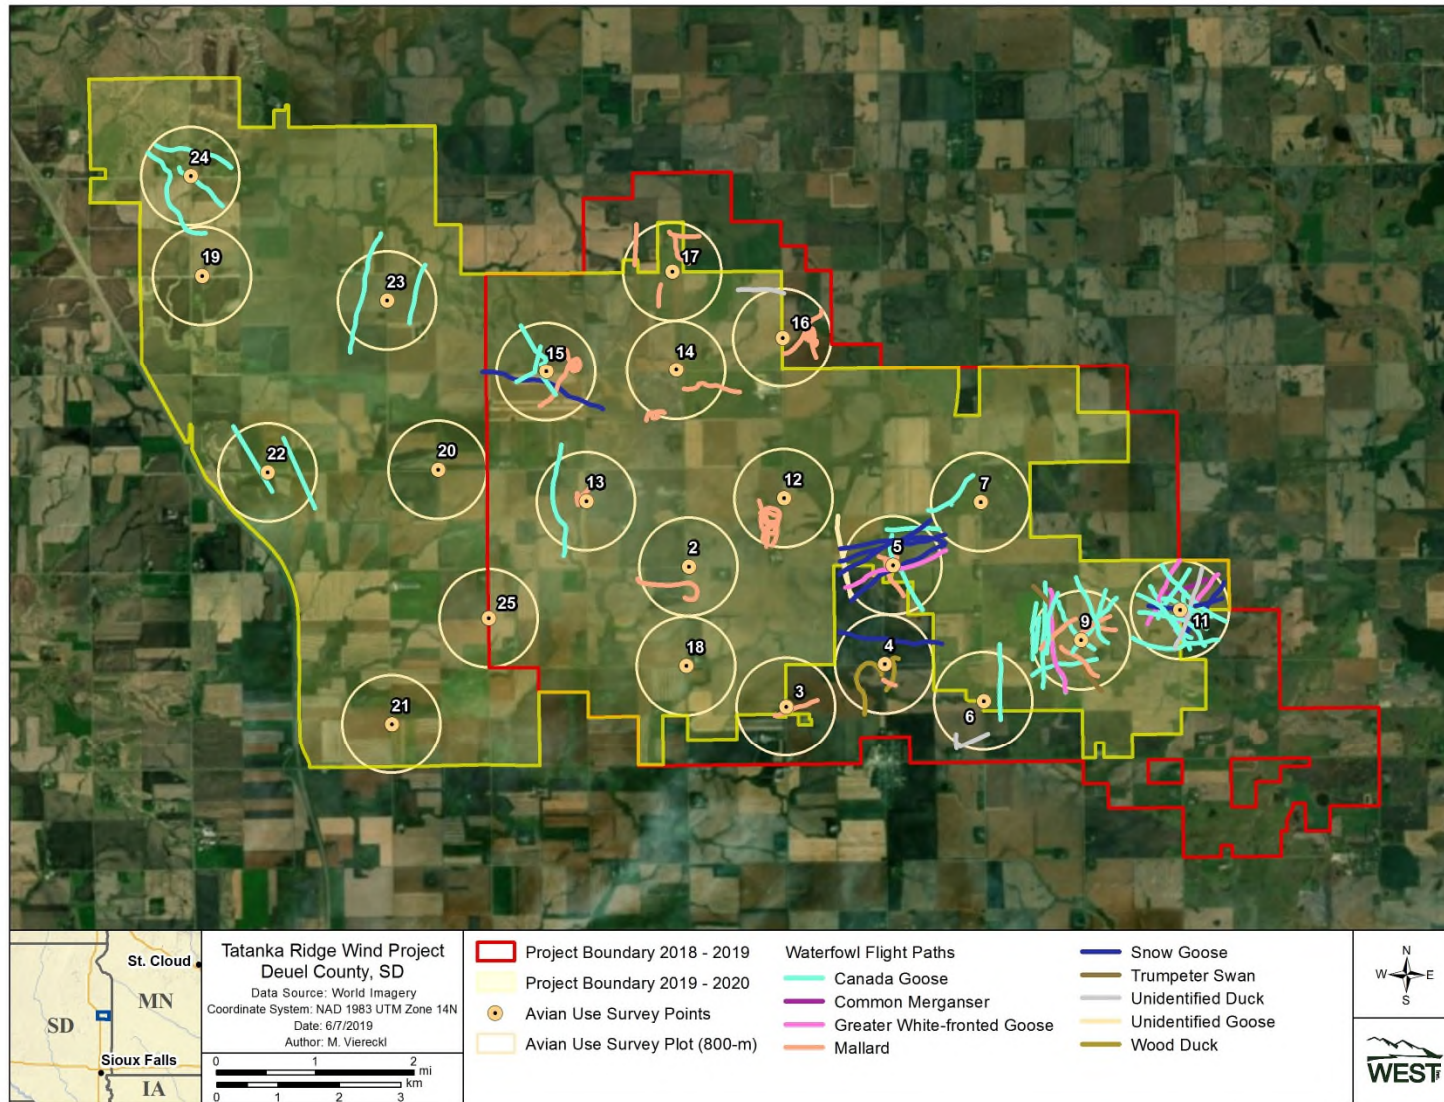 24
19
23
17
16
15
14
22
20
13
12
7
2
5
25
11
9
18
4
3
6
21
St. Cloud
MN
SD
Sioux Falls
IA
Tatanka Ridge Wind Project
Deuel County, SD
Data Source: World Imagery
Coordinate System: NAD 1983 UTM Zone 14N
Date: 6/7/2019
Author: M. Viereckl
0 1 2
mi
km
0 1 2 3
Project Boundary 2018 - 2019
Project Boundary 2019 - 2020
Avian Use Survey Points
Avian Use Survey Plot (800-m)
Waterfowl Flight Paths
Canada Goose
Common Merganser
Greater White-fronted Goose
Mallard
Snow Goose
Trumpeter Swan
Unidentified Duck
Unidentified Goose
Wood Duck
N
W E
S
WEST